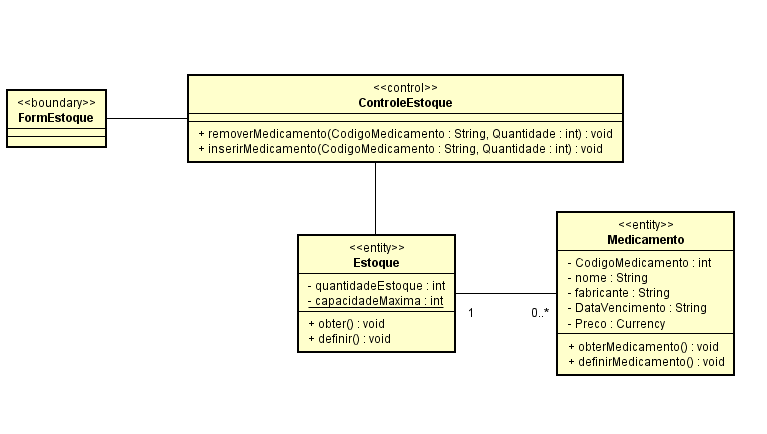 <<boundary>>
FormEstoque
<<control>>
ControleEstoque
+ removerMedicamento(CodigoMedicamento : String, Quantidade : int) : void
+ inserirMedicamento(CodigoMedicamento : String, Quantidade : int) : void
<<entity>>
Estoque
- quantidadeEstoque : int
- capacidadeMaxima : int
+ obter() : void
+ definir() : void
1
0..*
<<entity>>
Medicamento
- CodigoMedicamento : int
- nome : String
- fabricante : String
- DataVencimento : String
- Preco : Currency
+ obterMedicamento() : void
+ definirMedicamento() : void